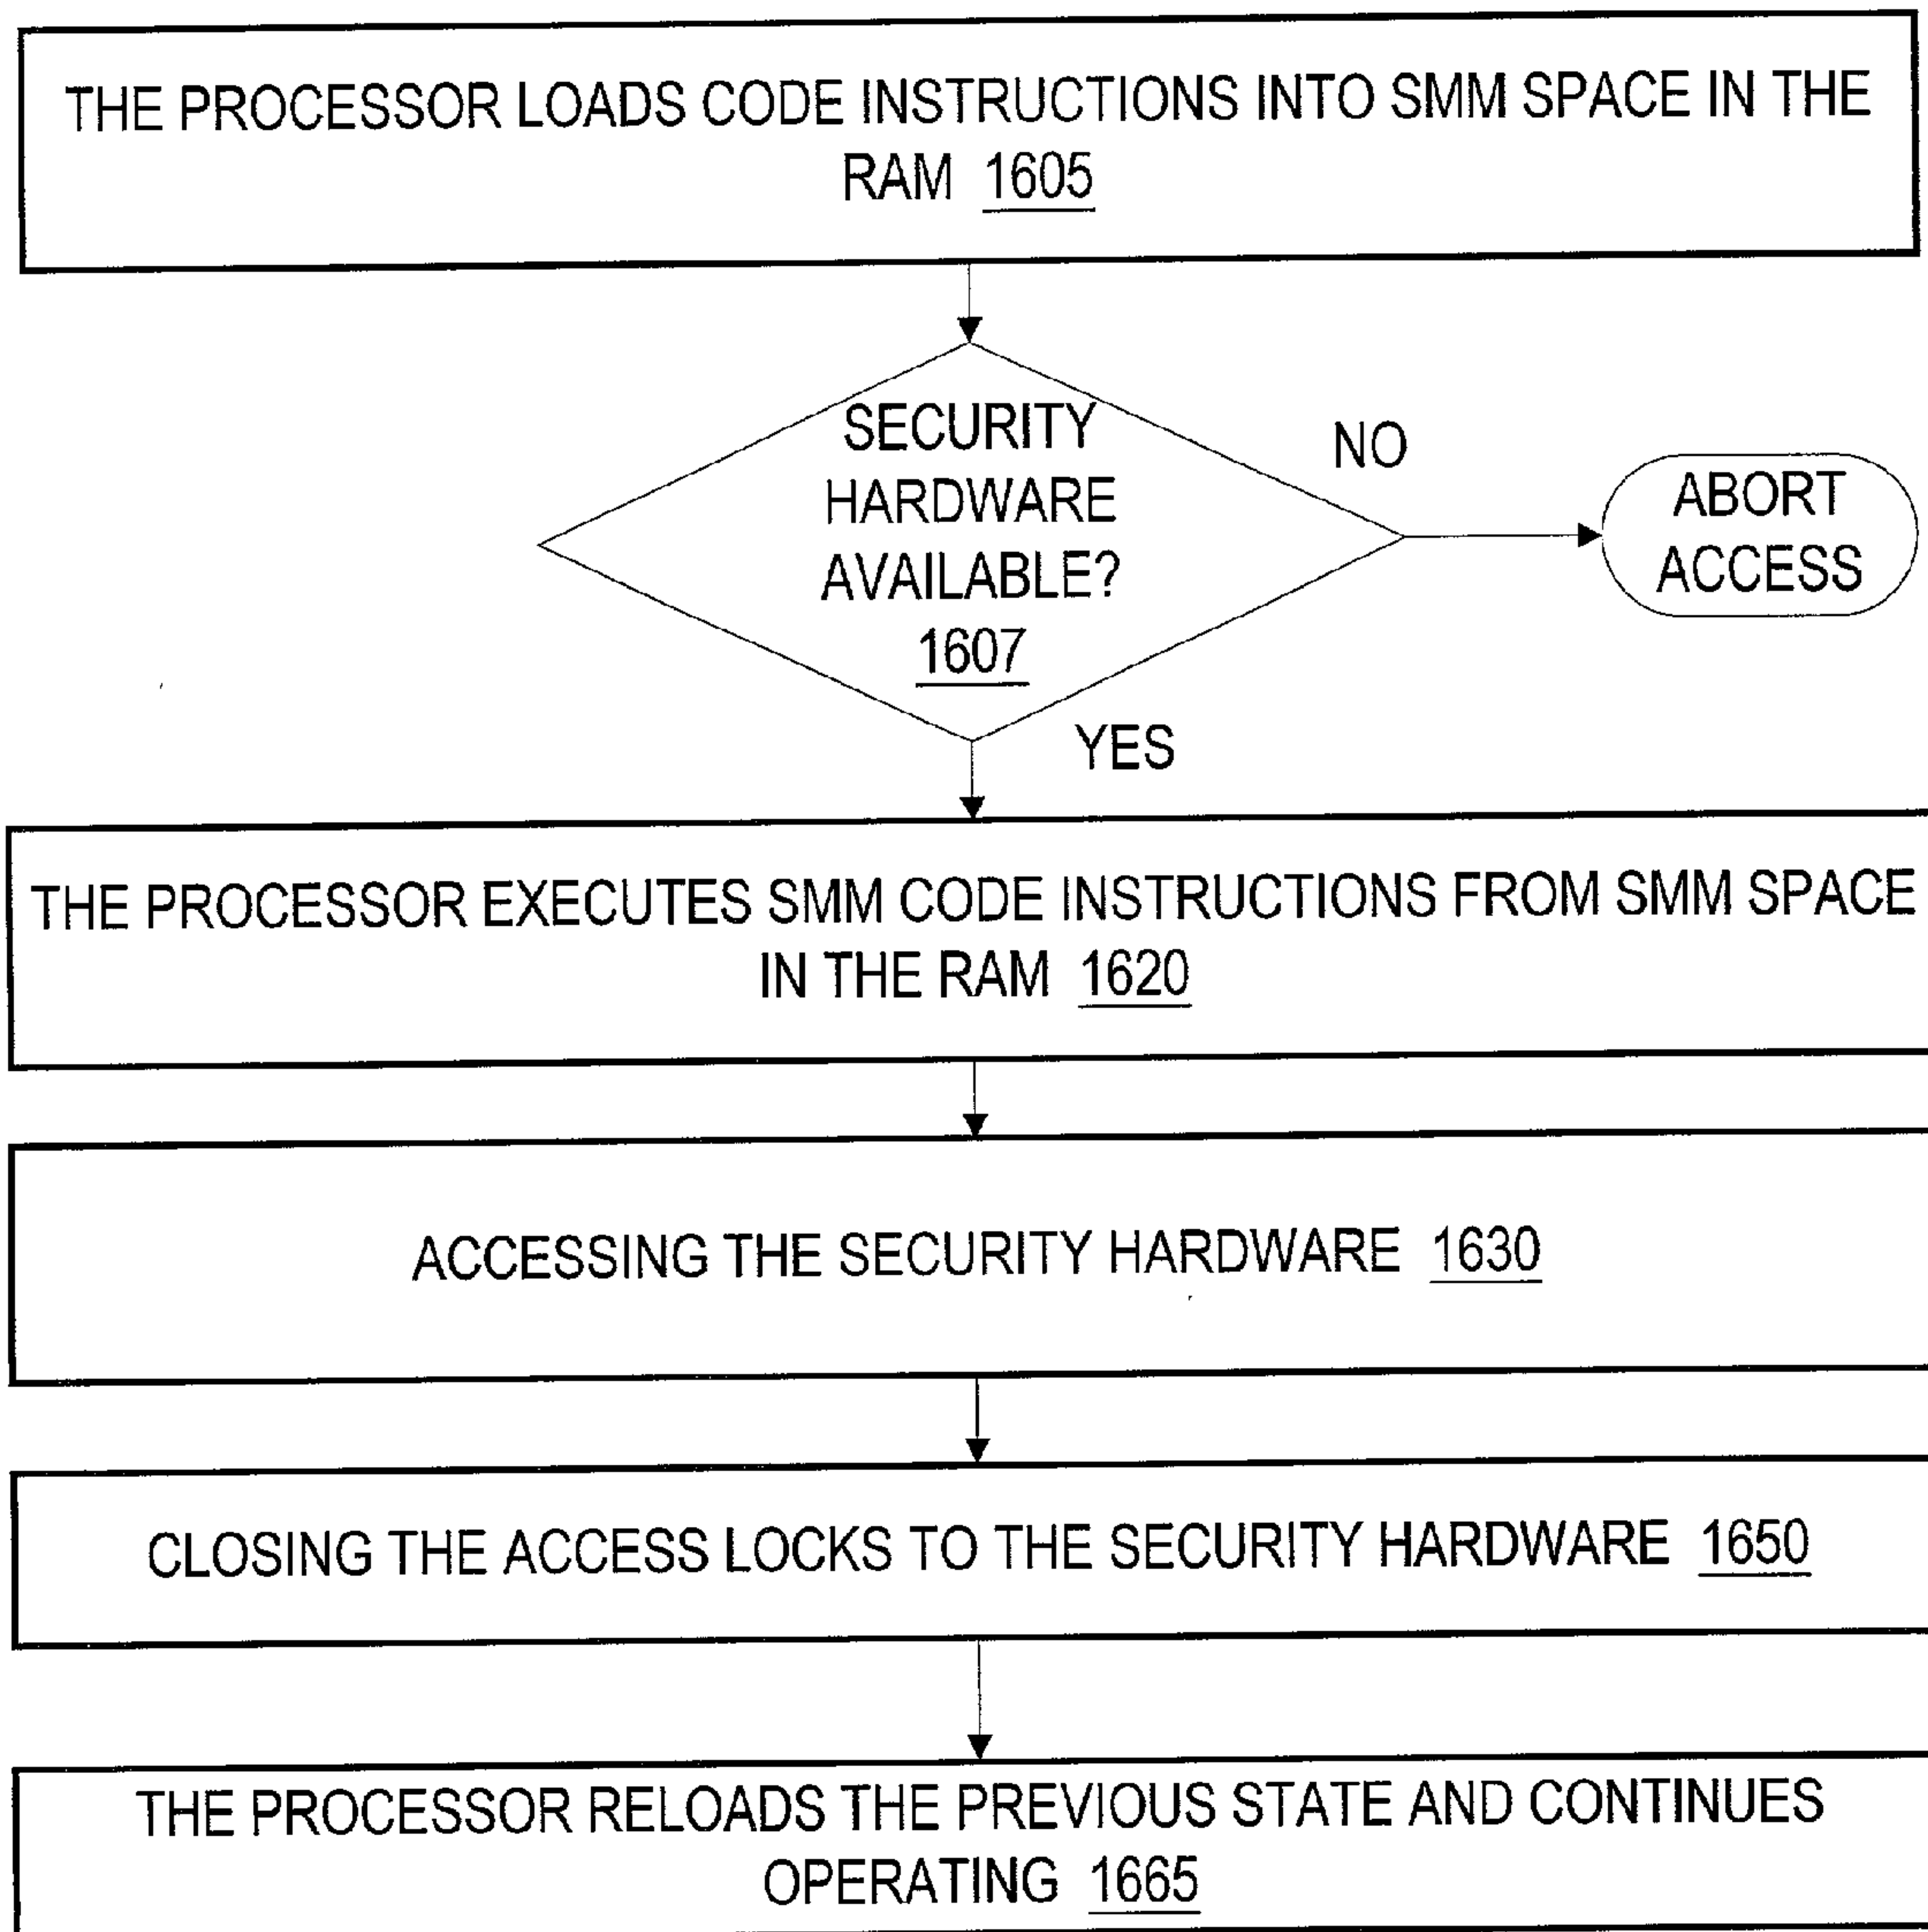 THE PROCESSOR LOADS CODE INSTRUCTIONS INTO SMM SPACE IN THE
RAM 1605
SECURITY
HARDWARE
AVAILABLE?
1607
NO
ABORT
ACCESS
YES
THE PROCESSOR EXECUTES SMM CODE INSTRUCTIONS FROM SMM SPACE
IN THE RAM 1620
ACCESSING THE SECURITY HARDWARE 1630
CLOSING THE ACCESS LOCKS TO THE SECURITY HARDWARE 1650
THE PROCESSOR RELOADS THE PREVIOUS STATE AND CONTINUES
OPERATING 1665